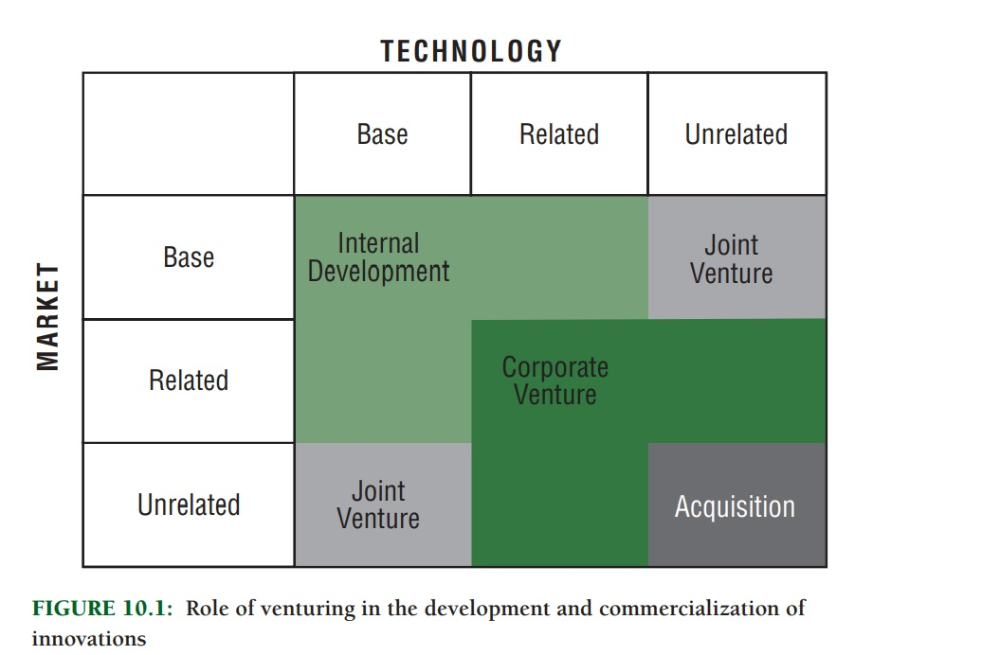 TECHNOLOGY
Base
Related
Unrelated
MARKET
Base
Internal
Development
Joint
Venture
Related
Corporate
Venture
Unrelated
Joint
Venture
Acquisition
FIGURE 10.1: Role of venturing in the development and commercialization of
innovations